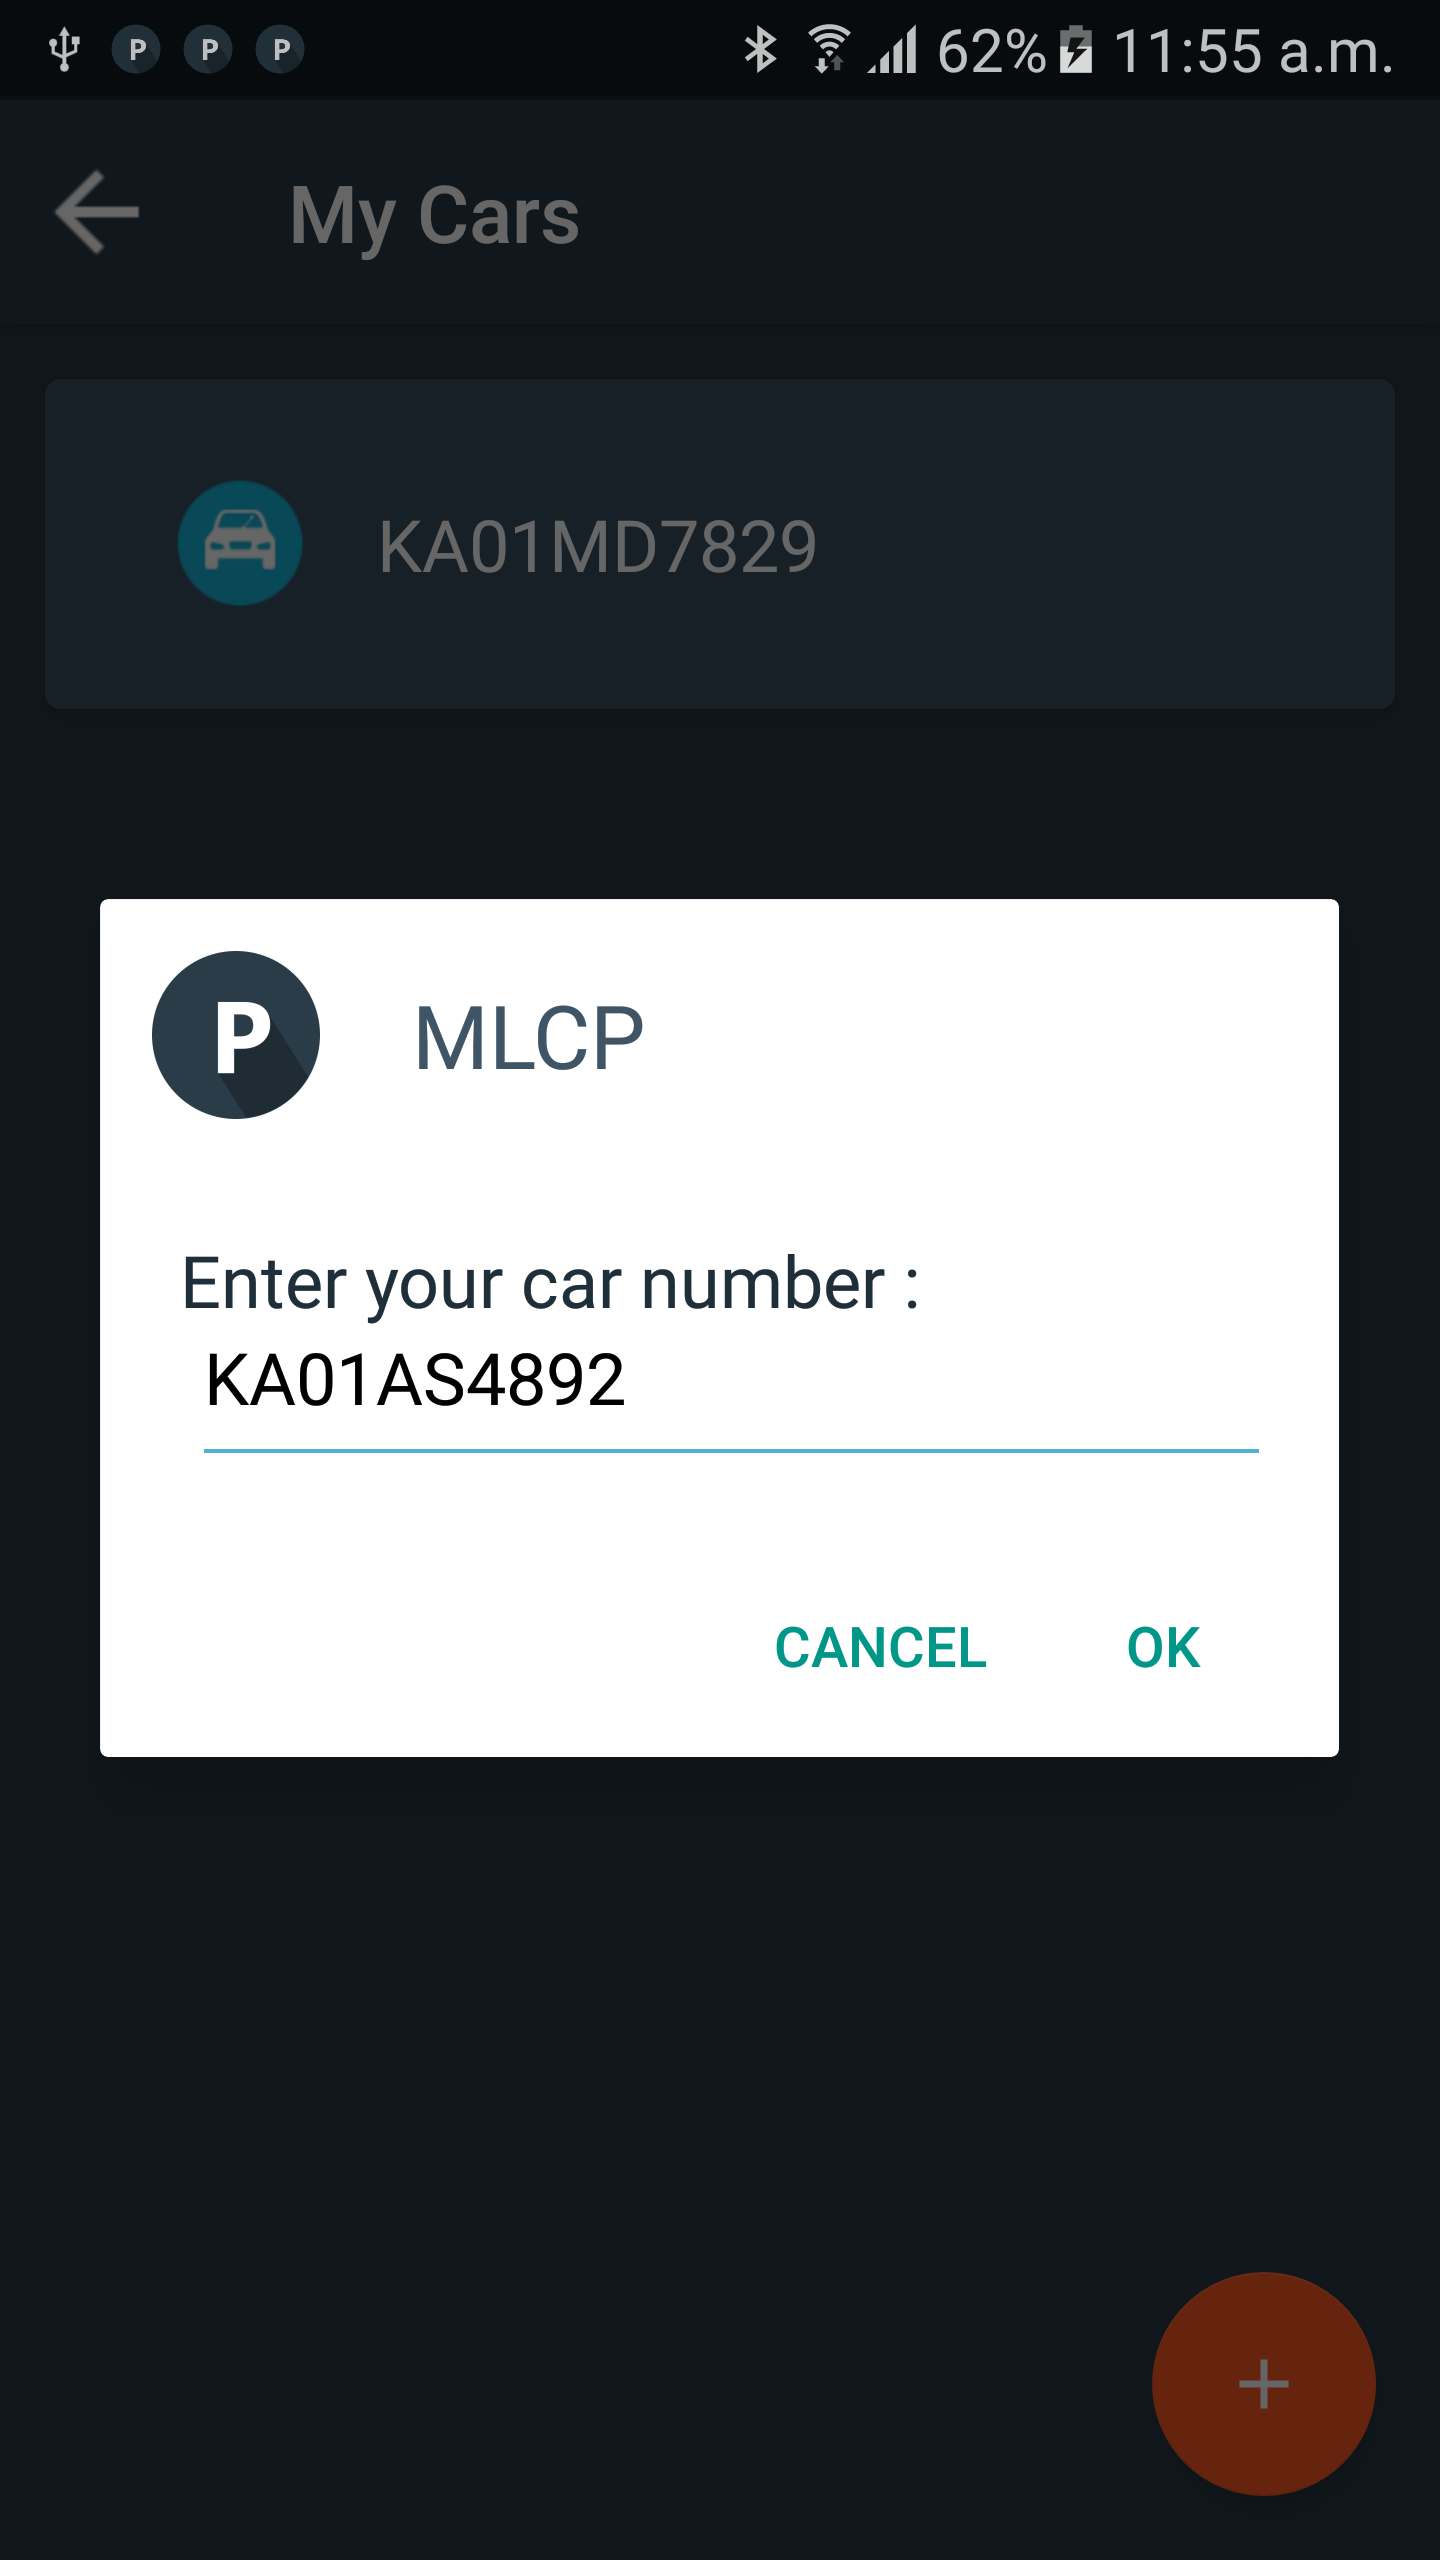 P P P 62% 11:55 a.m.
My Cars
KA01MD7829
P MLCP
Enter your car number :
KA01AS4892
CANCEL OK
+